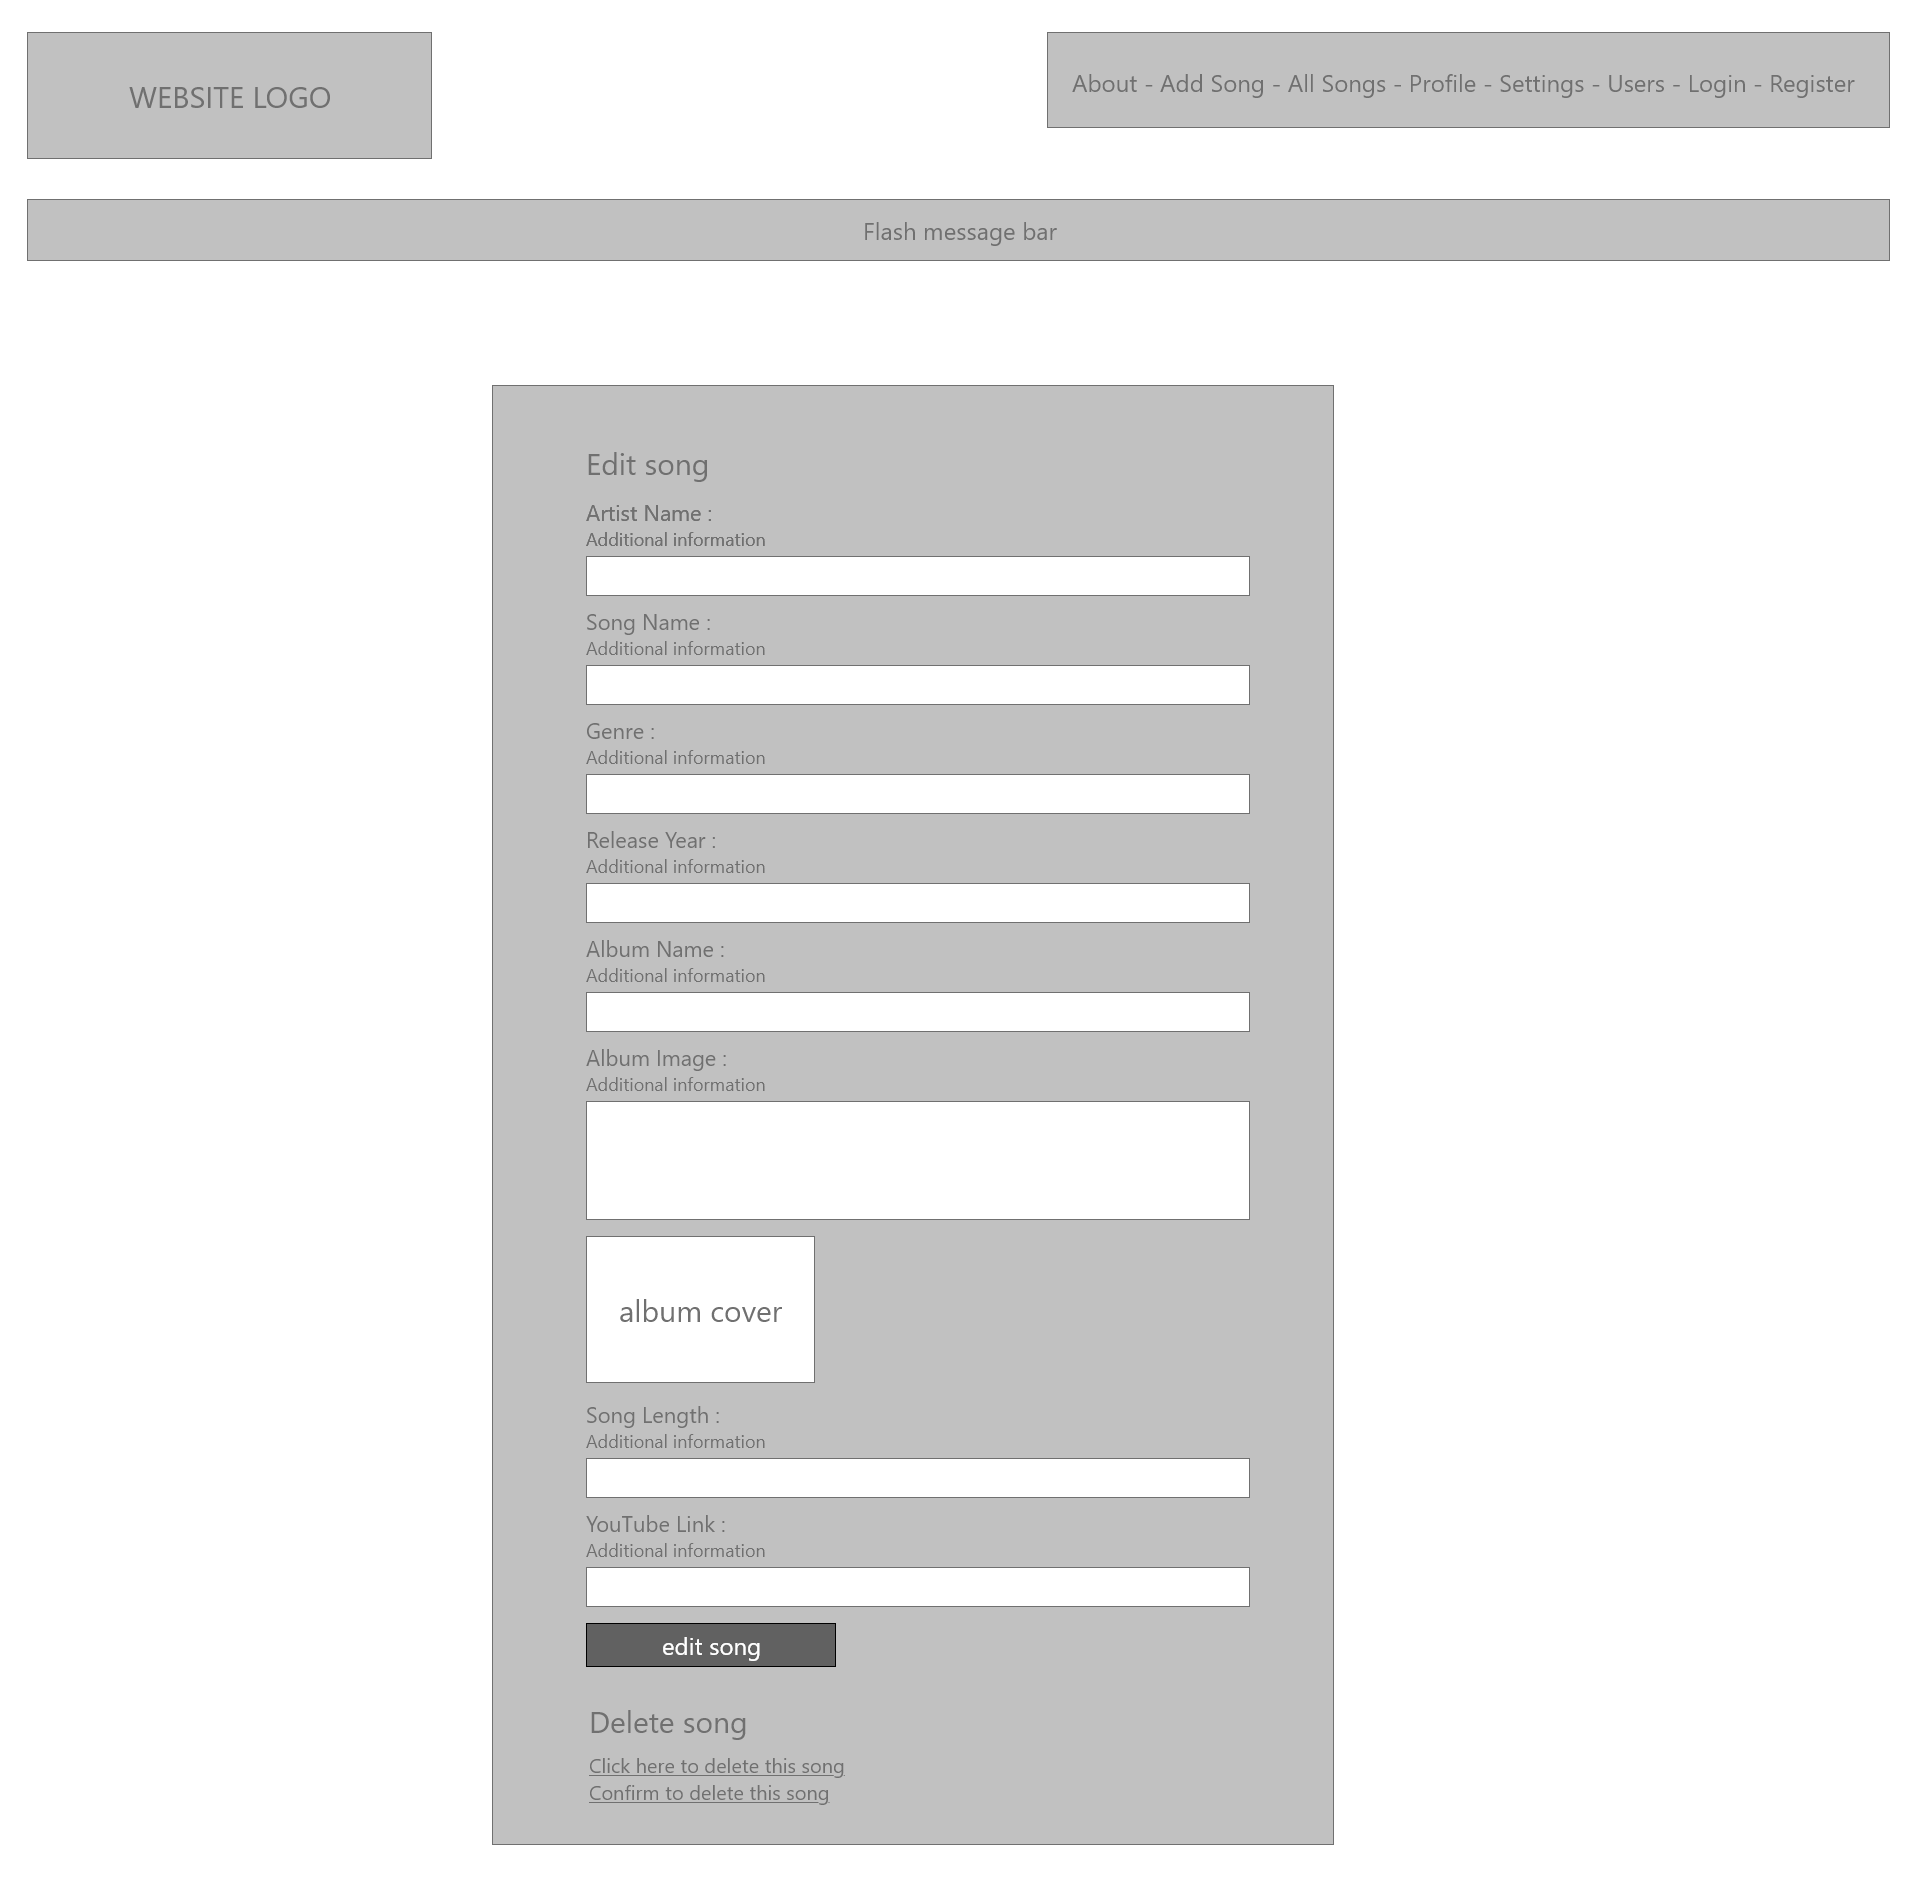 WEBSITE LOGO
About - Add Song - All Songs - Profile - Settings - Users - Login - Register
Flash message bar
Edit song
Artist Name :
Additional information
Song Name :
Additional information
Genre :
Additional information
Release Year :
Additional information
Album Name :
Additional information
Album Image :
Additional information
album cover
Song Length :
Additional information
YouTube Link :
Additional information
edit song
Delete song
Click here to delete this song
Confirm to delete this song